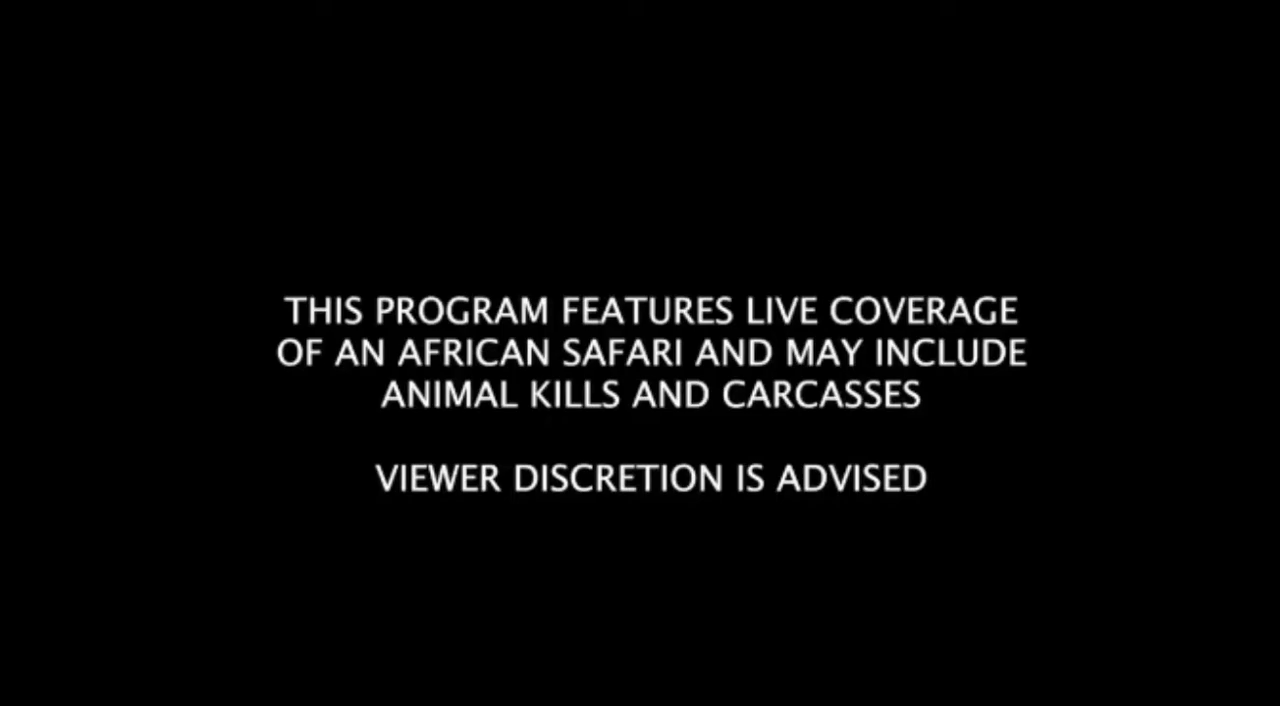 THIS PROGRAM FEATURES LIVE COVERAGE
OF AN AFRICAN SAFARI AND MAY INCLUDE
ANIMAL KILLS AND CARCASSES
VIEWER DISCRETION IS ADVISED